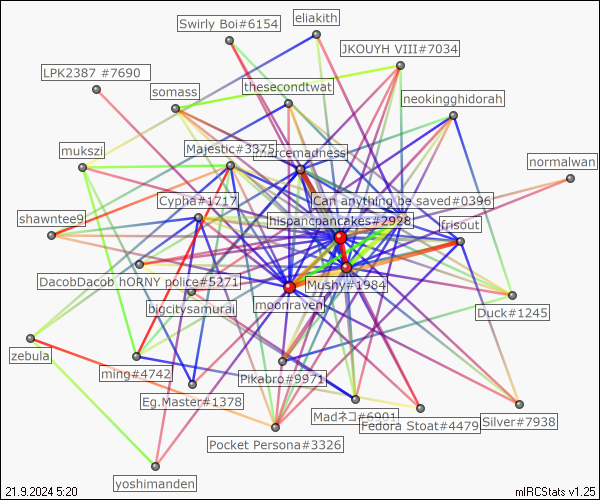 eliakith
Swirly Boi#6154
JKOUYH VIII#7034
LPK2387 #7690
thesecondtwat
somass
neokingghidorah
Majestic#3375
mukszi
normalwan
Cypha#1717
Can anything be saved#0396
shawntee9
hispancpancakes#2928
frisout
DacobDacob hORNY police#5271
Mushy#1984
moonraven
bigcitysamurai
Duck#1245
zebula
ming#4742
Pikabro#9971
Eg.Master#1378
Madネコ#6901
Fedora Stoat#4479
Silver#7938
Pocket Persona#3326
yoshimanden
21.9.2024 5:20
mIRCStats v1.25